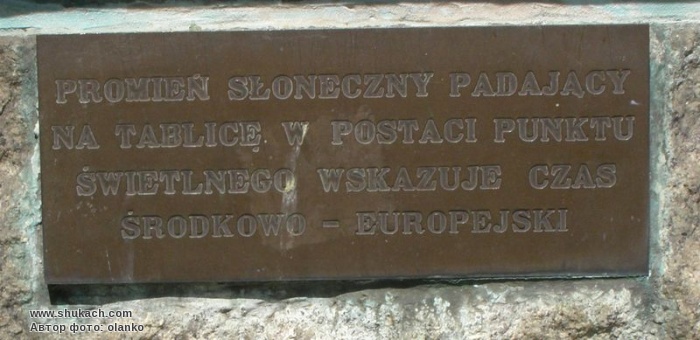 PROMIEŃ SŁONECZNY PADAJĄCY
NA TABLICĘ W POSTACI PUNKTU
ŚWIETLNEGO WSKAZUJE CZAS
ŚRODKOWO - EUROPEJSKI
www.shukach.com
Автор фото: olanko